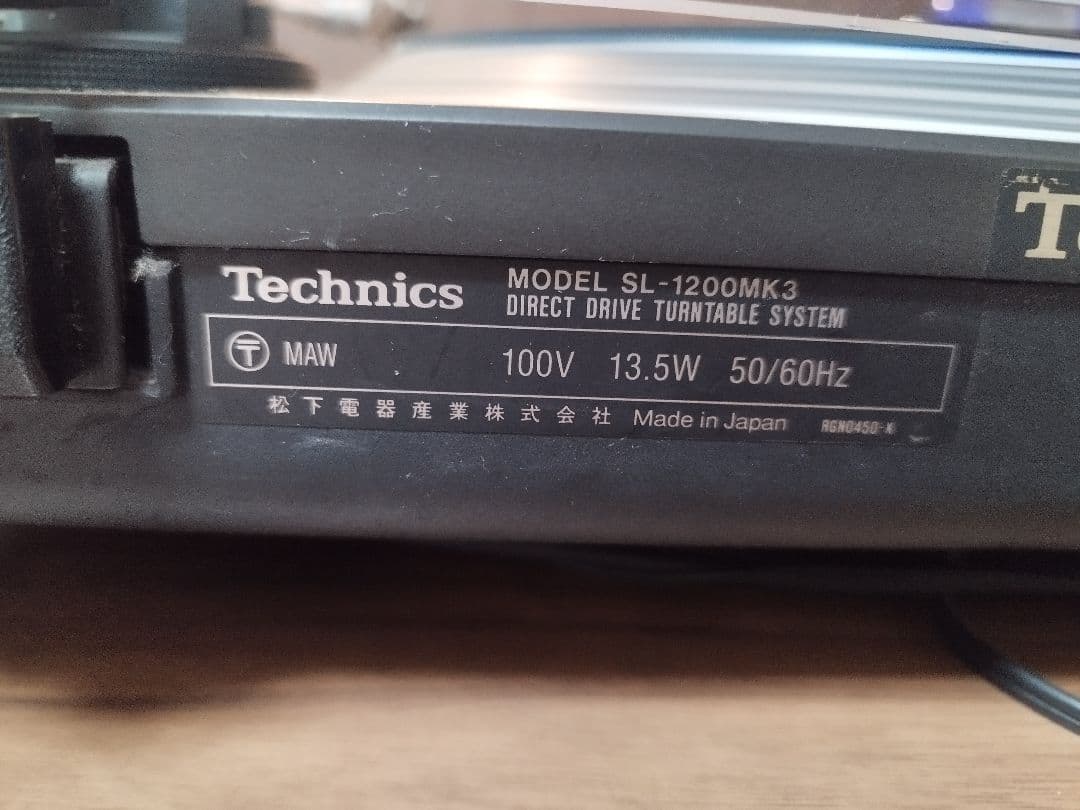 Technics
MODEL SL-1200MK3
DIRECT DRIVE TURNTABLE SYSTEM
〒 MAW 100V 13.5W 50/60Hz
松下電器産業株式会社 Made in Japan RGN0450-K